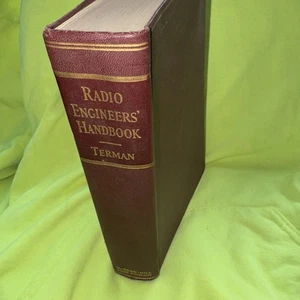 RADIO
ENGINEERS'
HANDBOOK
TERMAN